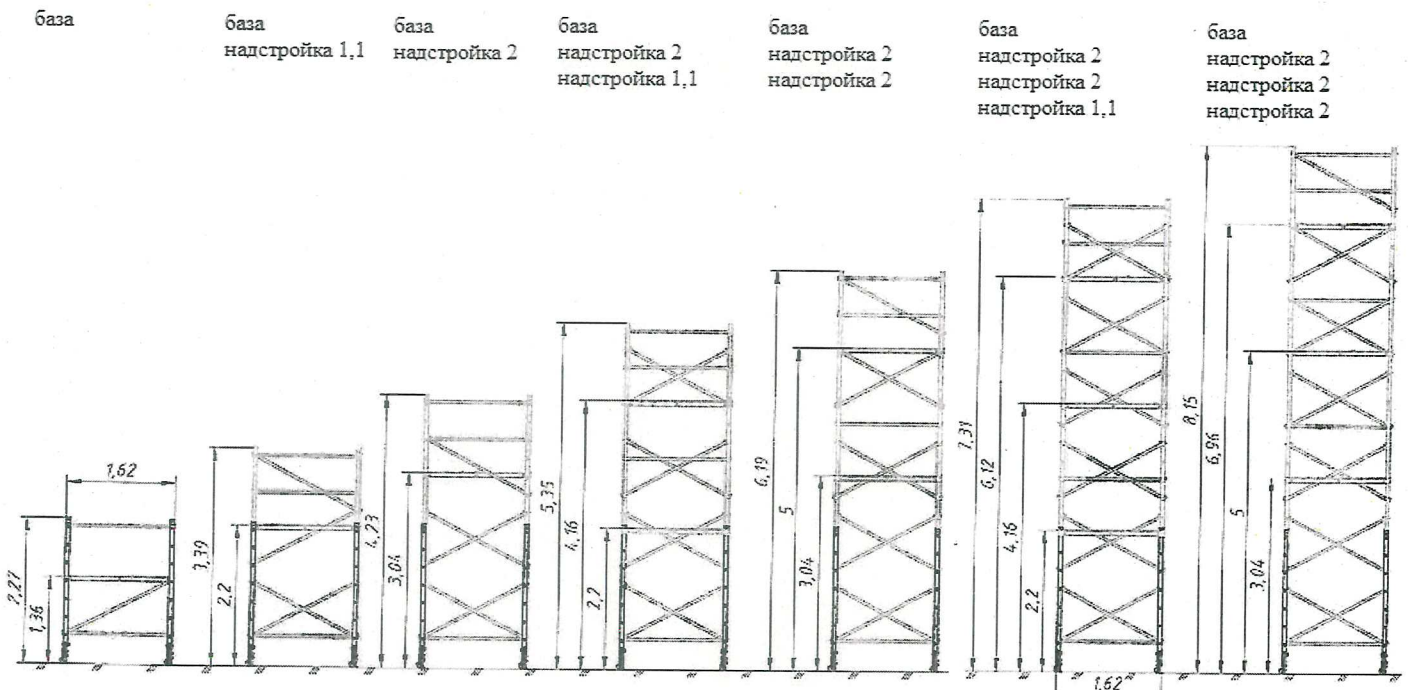 база
база
надстройка 1,1
база
надстройка 2
база
надстройка 2
надстройка 1,1
база
надстройка 2
надстройка 2
база
надстройка 2
надстройка 2
надстройка 1,1
база
надстройка 2
надстройка 2
надстройка 2
1,62
2,27
1,36
3,39
2,2
4,23
3,04
5,35
4,16
2,2
6,19
5
3,04
7,31
6,12
4,16
2,2
1,62
8,15
6,96
5
3,04